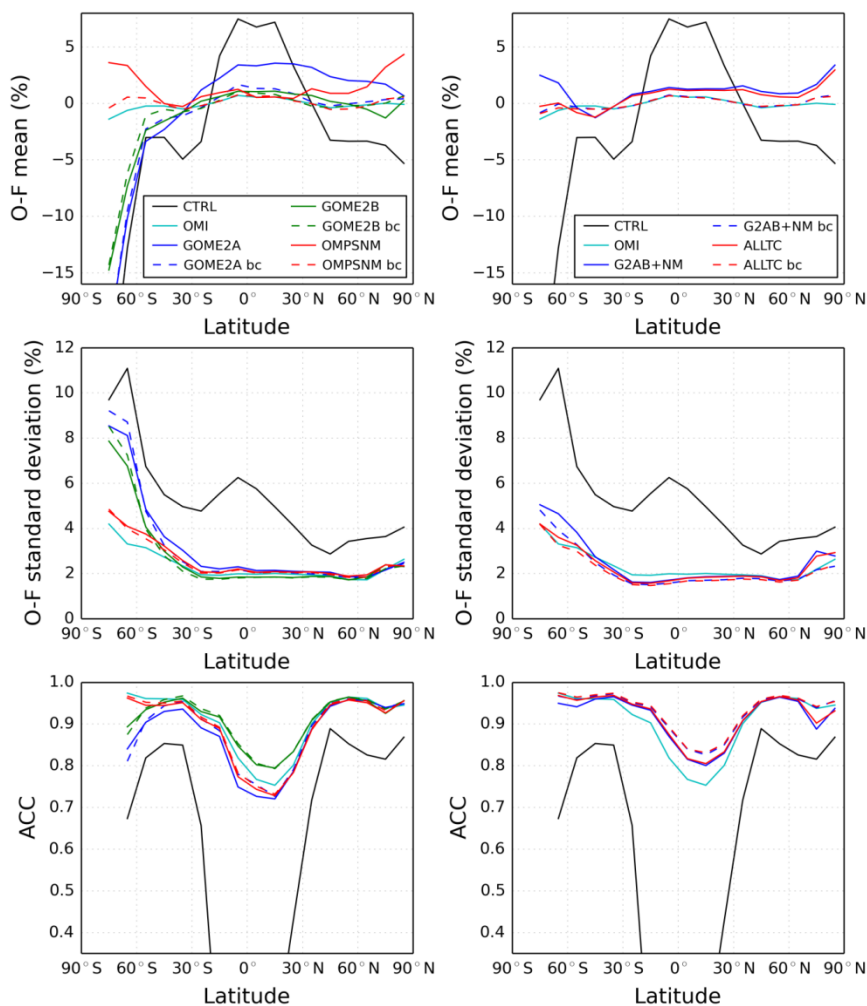 O-F mean (%)
5
0
−5
−10
−15
CTRL
OMI
GOME2A
GOME2A bc
GOME2B
GOME2B bc
OMPSNM
OMPSNM bc
90°S 60°S 30°S 0° 30°N 60°N 90°N
Latitude
O-F mean (%)
5
0
−5
−10
−15
CTRL
OMI
G2AB+NM
G2AB+NM bc
ALLTC
ALLTC bc
90°S 60°S 30°S 0° 30°N 60°N 90°N
Latitude
O-F standard deviation (%)
12
10
8
6
4
2
0
90°S 60°S 30°S 0° 30°N 60°N 90°N
Latitude
O-F standard deviation (%)
12
10
8
6
4
2
0
90°S 60°S 30°S 0° 30°N 60°N 90°N
Latitude
ACC
1.0
0.9
0.8
0.7
0.6
0.5
0.4
90°S 60°S 30°S 0° 30°N 60°N 90°N
Latitude
ACC
1.0
0.9
0.8
0.7
0.6
0.5
0.4
90°S 60°S 30°S 0° 30°N 60°N 90°N
Latitude